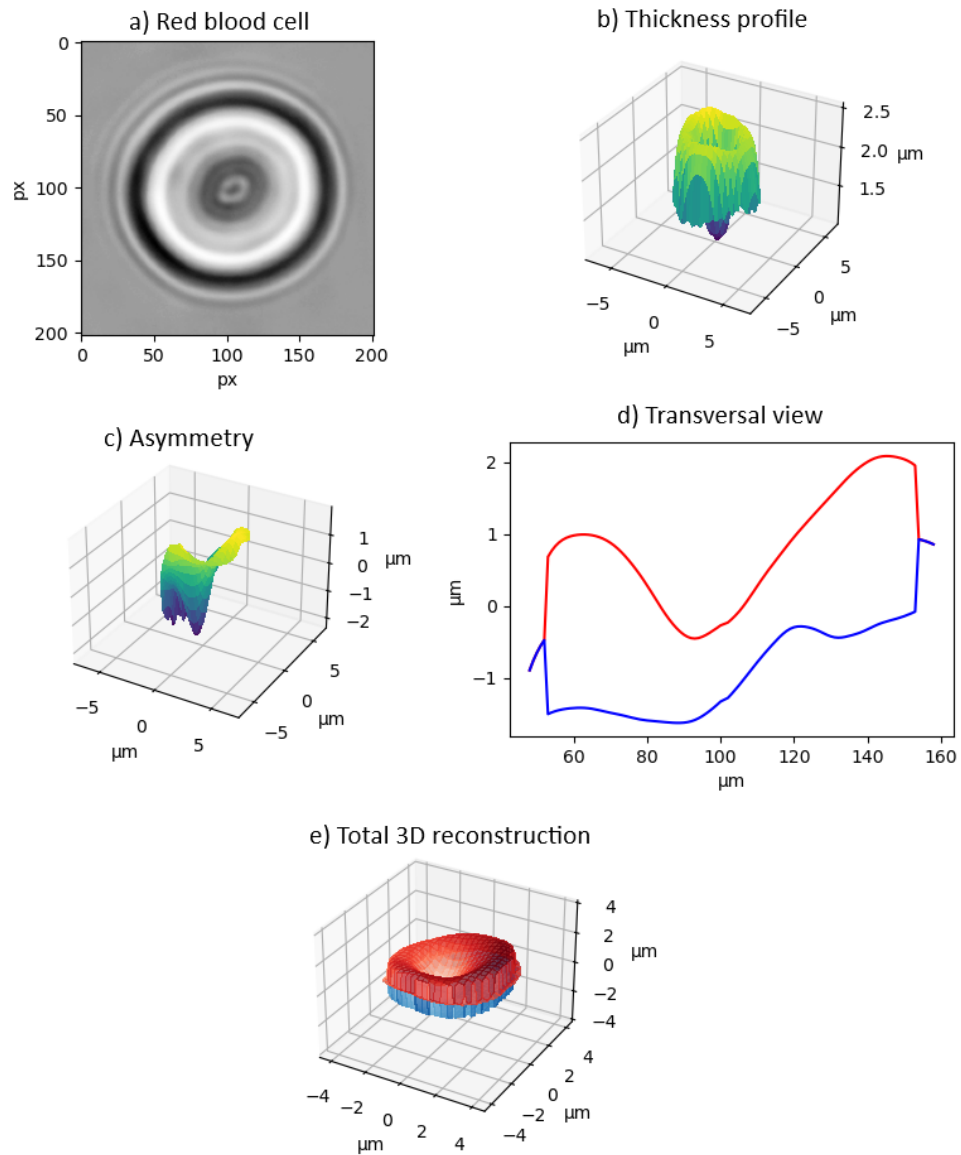 a) Red blood cell
0
50
100
150
200
px
0 50 100 150 200
px
b) Thickness profile
2.5
2.0
1.5
µm
−5 0 5
µm
5
0
−5
µm
c) Asymmetry
1
0
−1
−2
µm
−5 0 5
µm
5
0
−5
µm
d) Transversal view
2
1
0
−1
µm
60 80 100 120 140 160
µm
e) Total 3D reconstruction
4
2
0
−2
−4
µm
−4 −2 0 2 4
µm
4
2
0
−2
−4
µm